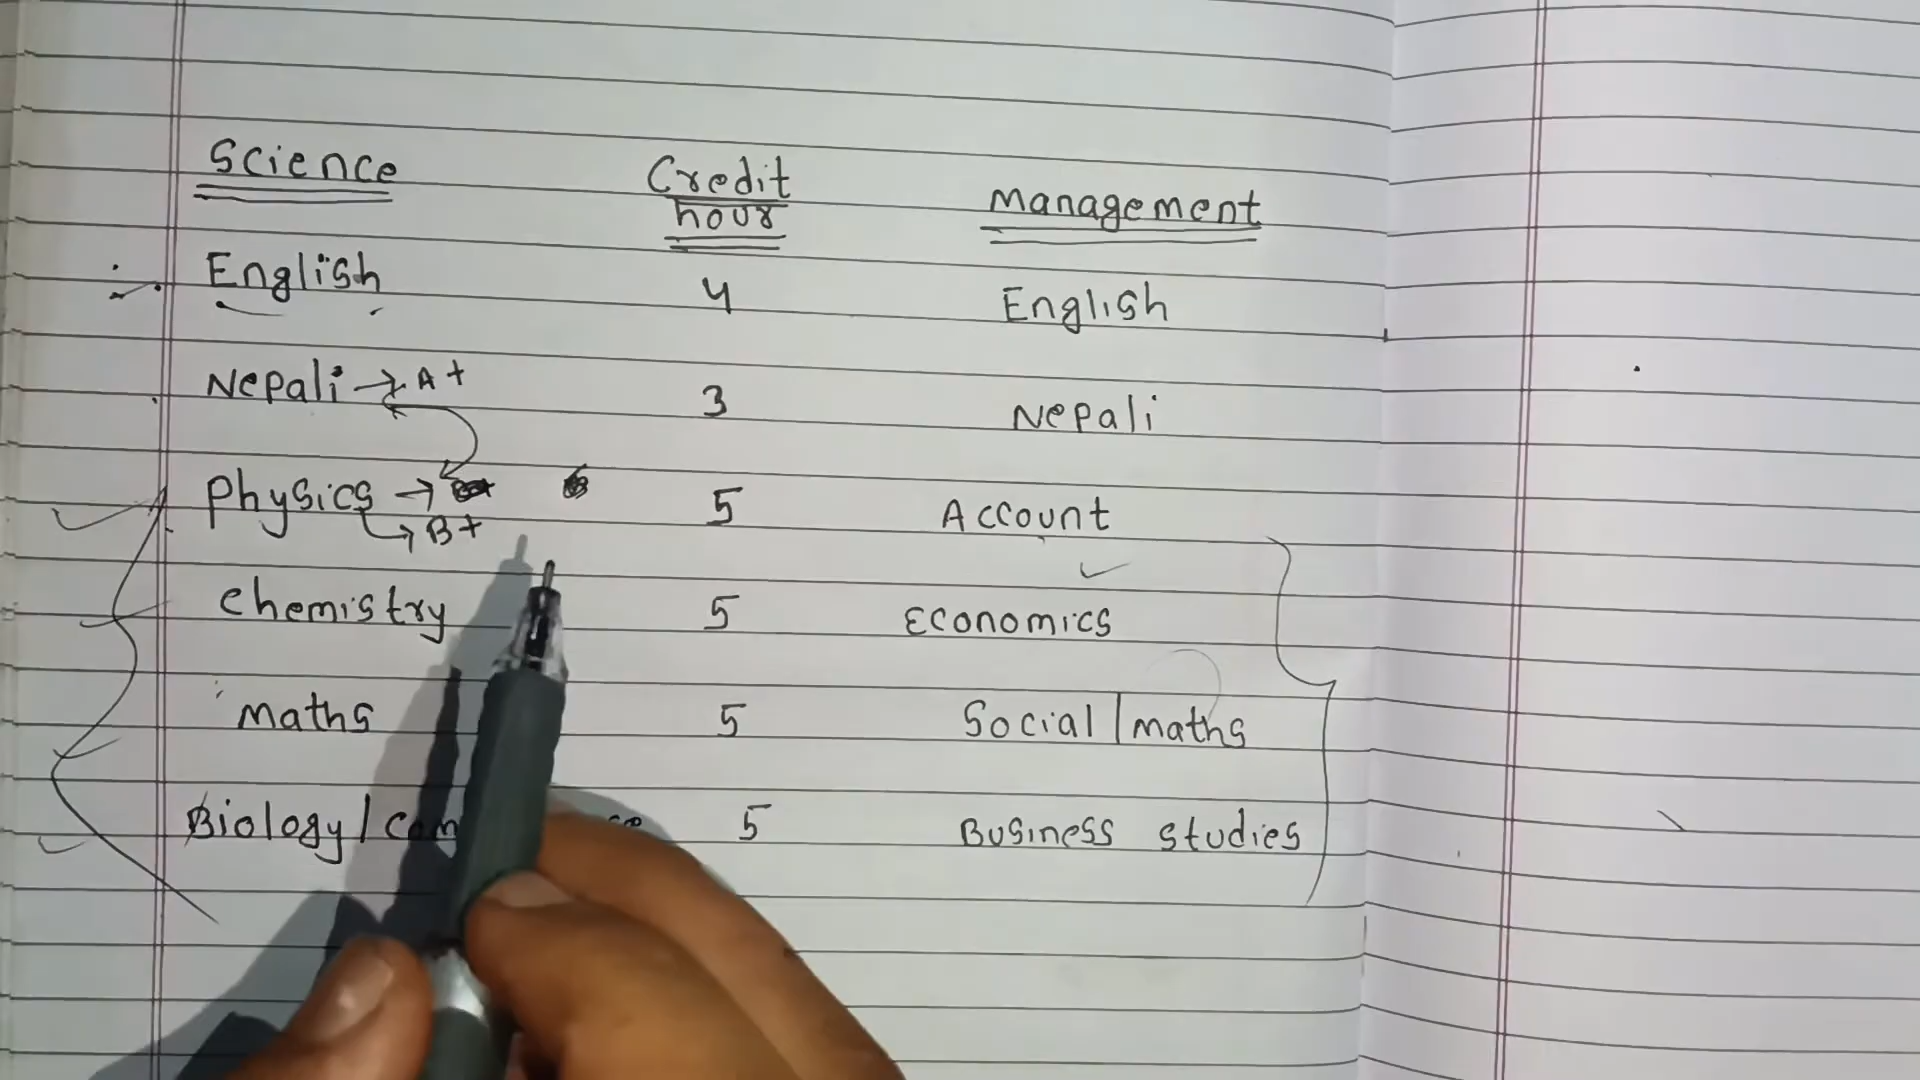 Science Credit hour Management
English 4 English
Nepali → A+ 3 Nepali
Physics → 5 Account
→ B+
Chemistry 5 Economics
Maths 5 Social | maths
Biology / 5 Business studies